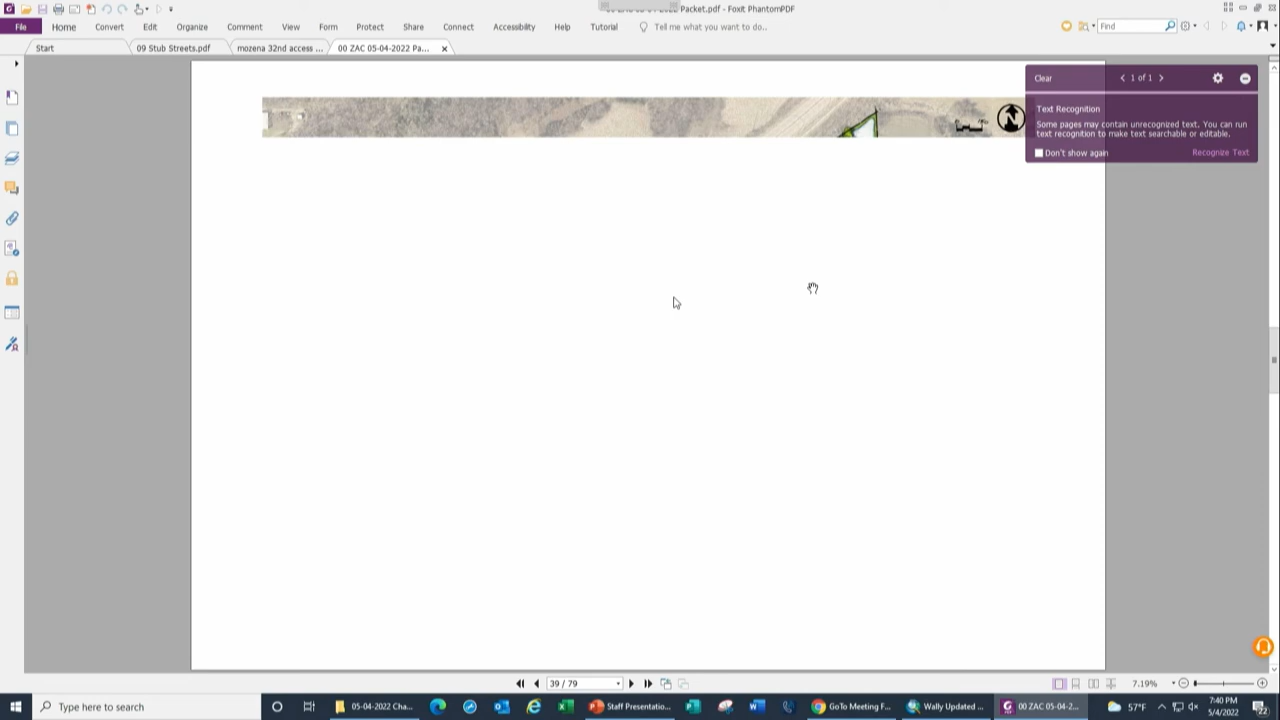 Packet.pdf - Foxit PhantomPDF
File Home Convert Edit Organize Comment View Form Protect Share Connect Accessibility Help Tutorial Tell me what you want to do.. Find
Start 09 Stub Streets.pdf mozena 32nd access ... 00 ZAC 05-04-2022 Pa...
Clear 1 of 1
Text Recognition
Some pages may contain unrecognized text. You can run
text recognition to make text searchable or editable.
Don't show again Recognize Text
N
39 / 79 7.19%
Type here to search 05-04-2022 Cha... Staff Presentatio... GoTo Meeting F... Wally Updated ... 00 ZAC 05-04-2... 57°F 7:40 PM
5/4/2022 22